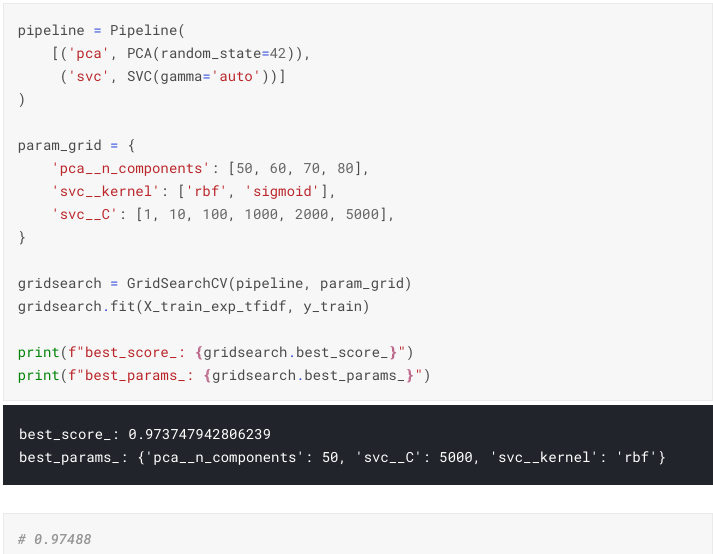 pipeline = Pipeline(
    [('pca', PCA(random_state=42)),
     ('svc', SVC(gamma='auto'))]
)

param_grid = {
    'pca__n_components': [50, 60, 70, 80],
    'svc__kernel': ['rbf', 'sigmoid'],
    'svc__C': [1, 10, 100, 1000, 2000, 5000],
}

gridsearch = GridSearchCV(pipeline, param_grid)
gridsearch.fit(X_train_exp_tfidf, y_train)

print(f"best_score_: {gridsearch.best_score_}")
print(f"best_params_: {gridsearch.best_params_}")
best_score_: 0.973747942806239
best_params_: {'pca__n_components': 50, 'svc__C': 5000, 'svc__kernel': 'rbf'}
# 0.97488